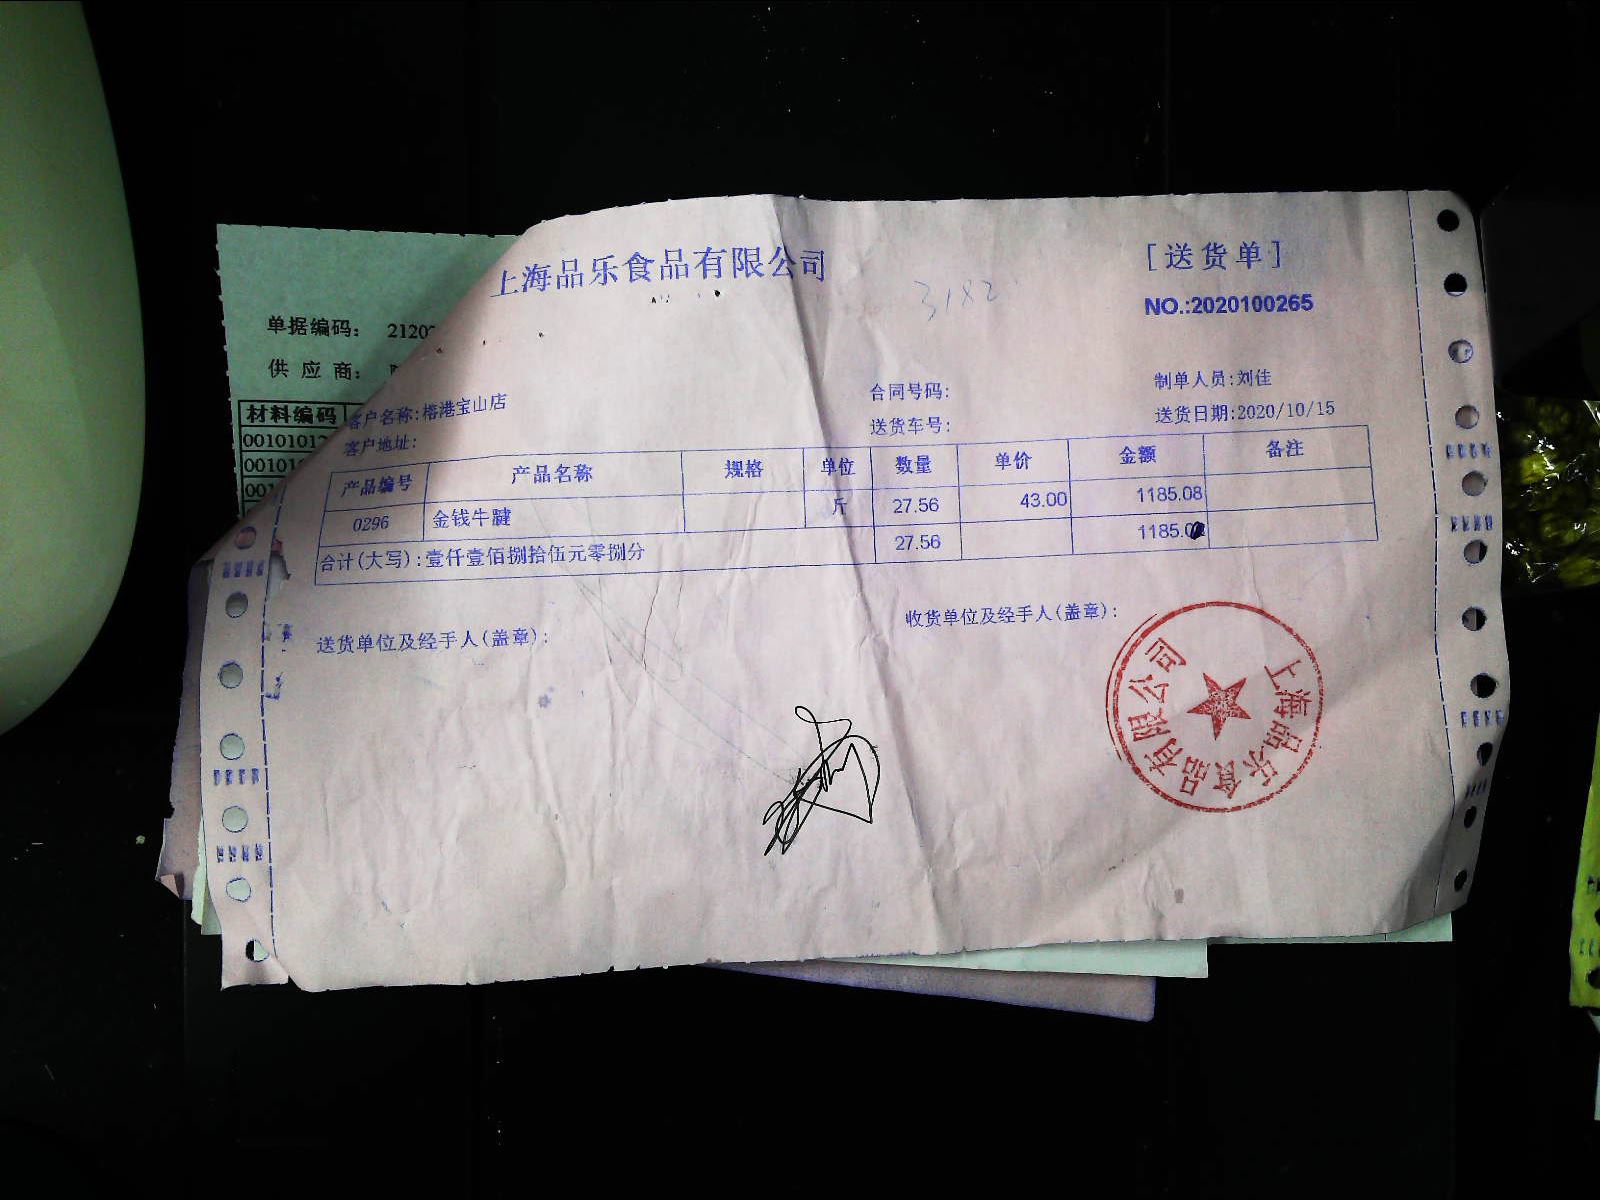 上海品乐食品有限公司
[送货单]
3182
NO.:2020100265
单据编码： 2120
供 应 商：
材料编码
00101012
001010
001
客户名称:榕港宝山店
合同号码:
制单人员:刘佳
客户地址:
送货车号:
送货日期:2020/10/15
产品编号 产品名称 规格 单位 数量 单价 金额 备注
0296 金钱牛腱 斤 27.56 43.00 1185.08
合计(大写):壹仟壹佰捌拾伍元零捌分 27.56 1185.0
送货单位及经手人(盖章):
收货单位及经手人(盖章):
上海品乐食品有限公司